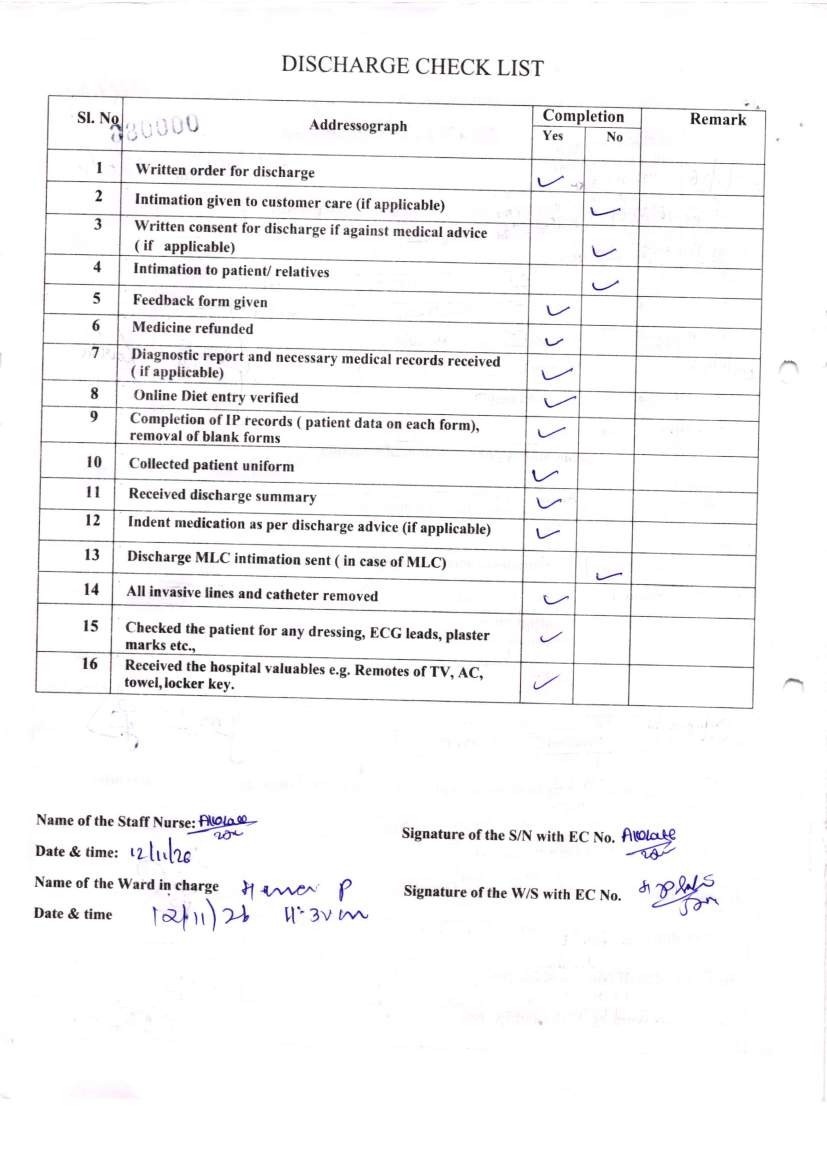 DISCHARGE CHECK LIST
Sl. No Addressograph Completion Remark
Yes No
1 Written order for discharge ✓
2 Intimation given to customer care (if applicable) ✓
3 Written consent for discharge if against medical advice
( if applicable) ✓
4 Intimation to patient/ relatives ✓
5 Feedback form given ✓
6 Medicine refunded ✓
7 Diagnostic report and necessary medical records received
( if applicable) ✓
8 Online Diet entry verified ✓
9 Completion of IP records ( patient data on each form),
removal of blank forms ✓
10 Collected patient uniform ✓
11 Received discharge summary ✓
12 Indent medication as per discharge advice (if applicable) ✓
13 Discharge MLC intimation sent ( in case of MLC) ✓
14 All invasive lines and catheter removed ✓
15 Checked the patient for any dressing, ECG leads, plaster
marks etc., ✓
16 Received the hospital valuables e.g. Remotes of TV, AC,
towel, locker key. ✓
Name of the Staff Nurse:
Signature of the S/N with EC No.
Date & time: 12/11/26
Name of the Ward in charge P
Signature of the W/S with EC No.
Date & time 12/11/26